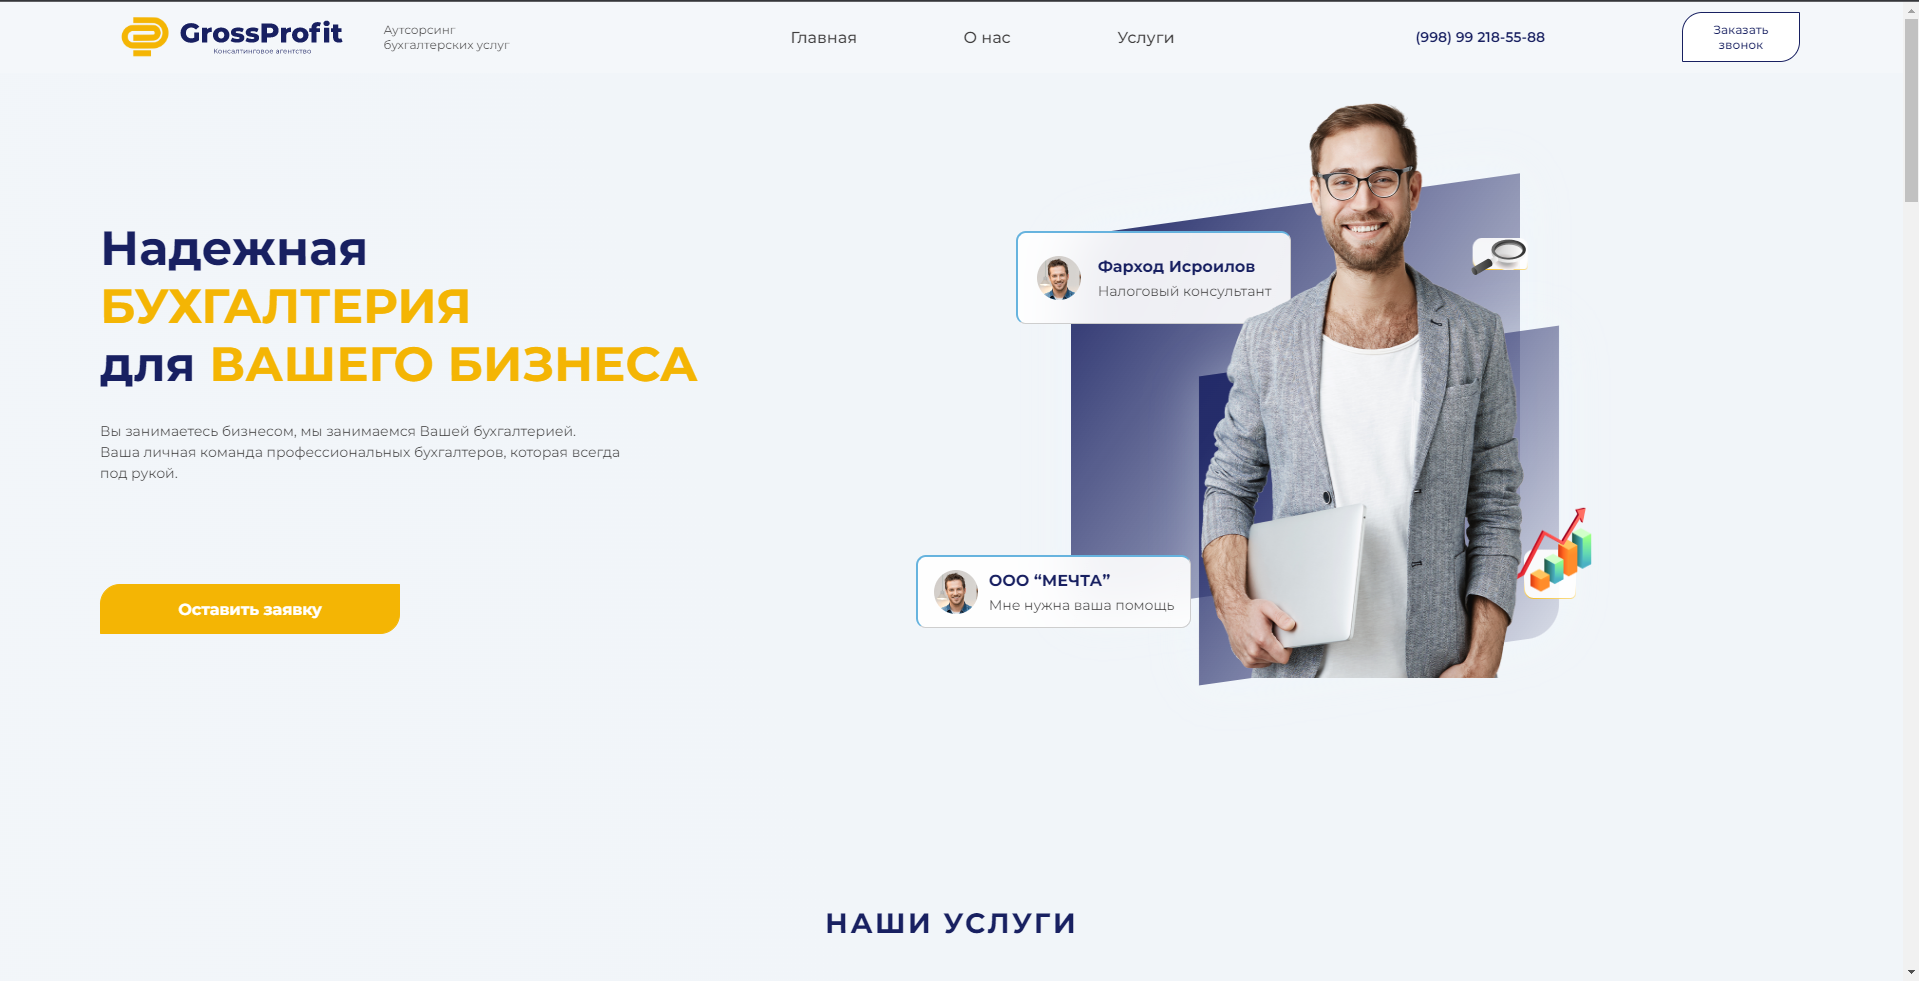 GrossProfit
Консалтинговое агентство
Аутсорсинг
бухгалтерских услуг
Главная
О нас
Услуги
(998) 99 218-55-88
Заказать
звонок
Надежная
БУХГАЛТЕРИЯ
для ВАШЕГО БИЗНЕСА
Вы занимаетесь бизнесом, мы занимаемся Вашей бухгалтерией.
Ваша личная команда профессиональных бухгалтеров, которая всегда
под рукой.
Оставить заявку
Фарход Исроилов
Налоговый консультант
ООО “МЕЧТА”
Мне нужна ваша помощь
НАШИ УСЛУГИ